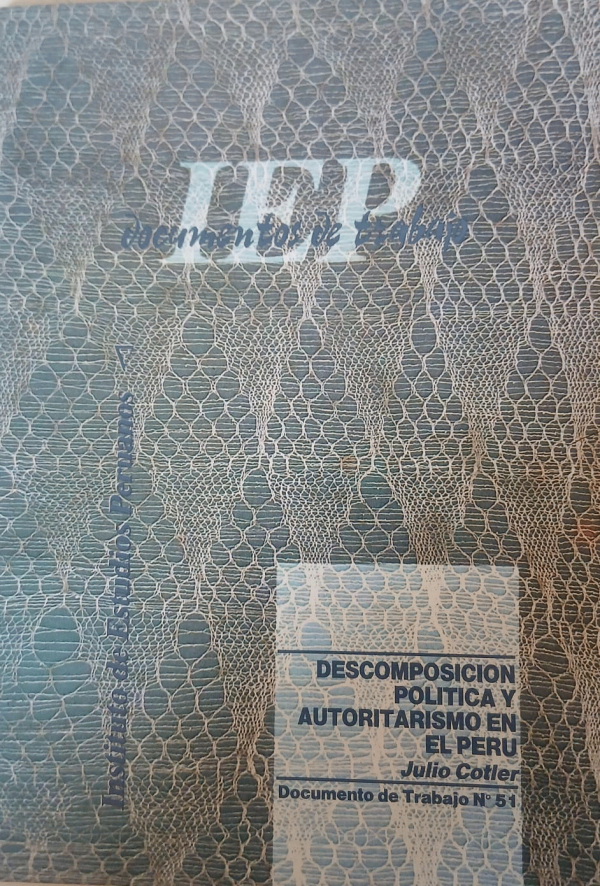 IEP
documentos de trabajo
Instituto de Estudios Peruanos
DESCOMPOSICION
POLITICA Y
AUTORITARISMO EN
EL PERU
Julio Cotler
Documento de Trabajo N° 51